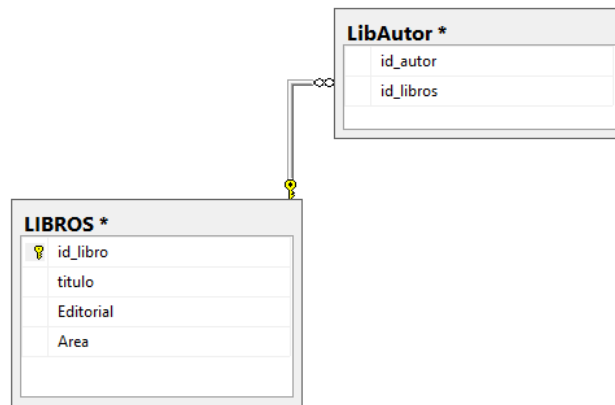 LibAutor *
id_autor
id_libros
LIBROS *
id_libro
titulo
Editorial
Area